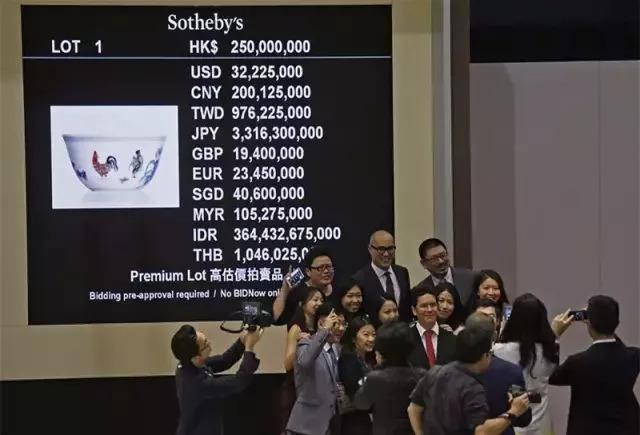 Sotheby's
LOT 1 HK$ 250,000,000
USD 32,225,000
CNY 200,125,000
TWD 976,225,000
JPY 3,316,300,000
GBP 19,400,000
EUR 23,450,000
SGD 40,600,000
MYR 105,275,000
IDR 364,432,675,000
THB 1,046,025,0
Premium Lot 高估價拍賣品
Bidding pre-approval required / No BIDNow only